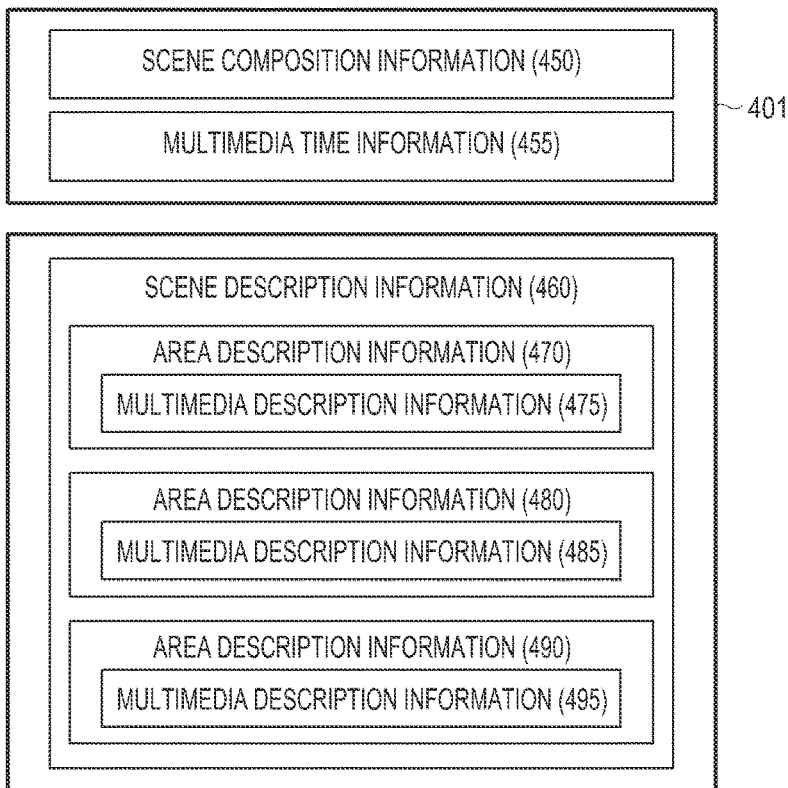 SCENE COMPOSITION INFORMATION (450)
401
MULTIMEDIA TIME INFORMATION (455)
SCENE DESCRIPTION INFORMATION (460)
AREA DESCRIPTION INFORMATION (470)
MULTIMEDIA DESCRIPTION INFORMATION (475)
AREA DESCRIPTION INFORMATION (480)
MULTIMEDIA DESCRIPTION INFORMATION (485)
AREA DESCRIPTION INFORMATION (490)
MULTIMEDIA DESCRIPTION INFORMATION (495)